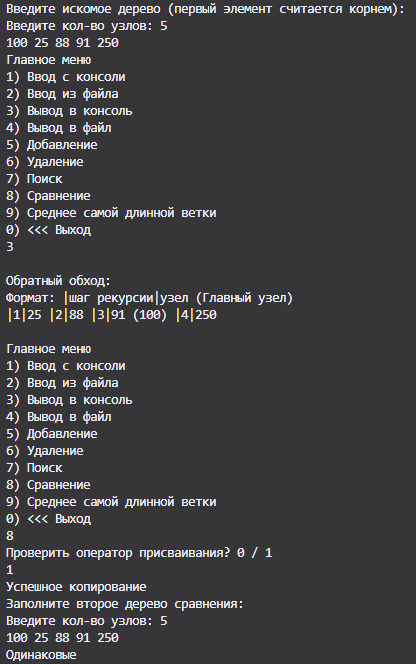 Введите искомое дерево (первый элемент считается корнем):
Введите кол-во узлов: 5
100 25 88 91 250
Главное меню
1) Ввод с консоли
2) Ввод из файла
3) Вывод в консоль
4) Вывод в файл
5) Добавление
6) Удаление
7) Поиск
8) Сравнение
9) Среднее самой длинной ветки
0) <<< Выход
3
Обратный обход:
Формат: |шаг рекурсии|узел (Главный узел)
|1|25 |2|88 |3|91 (100) |4|250
Главное меню
1) Ввод с консоли
2) Ввод из файла
3) Вывод в консоль
4) Вывод в файл
5) Добавление
6) Удаление
7) Поиск
8) Сравнение
9) Среднее самой длинной ветки
0) <<< Выход
8
Проверить оператор присваивания? 0 / 1
1
Успешное копирование
Заполните второе дерево сравнения:
Введите кол-во узлов: 5
100 25 88 91 250
Одинаковые